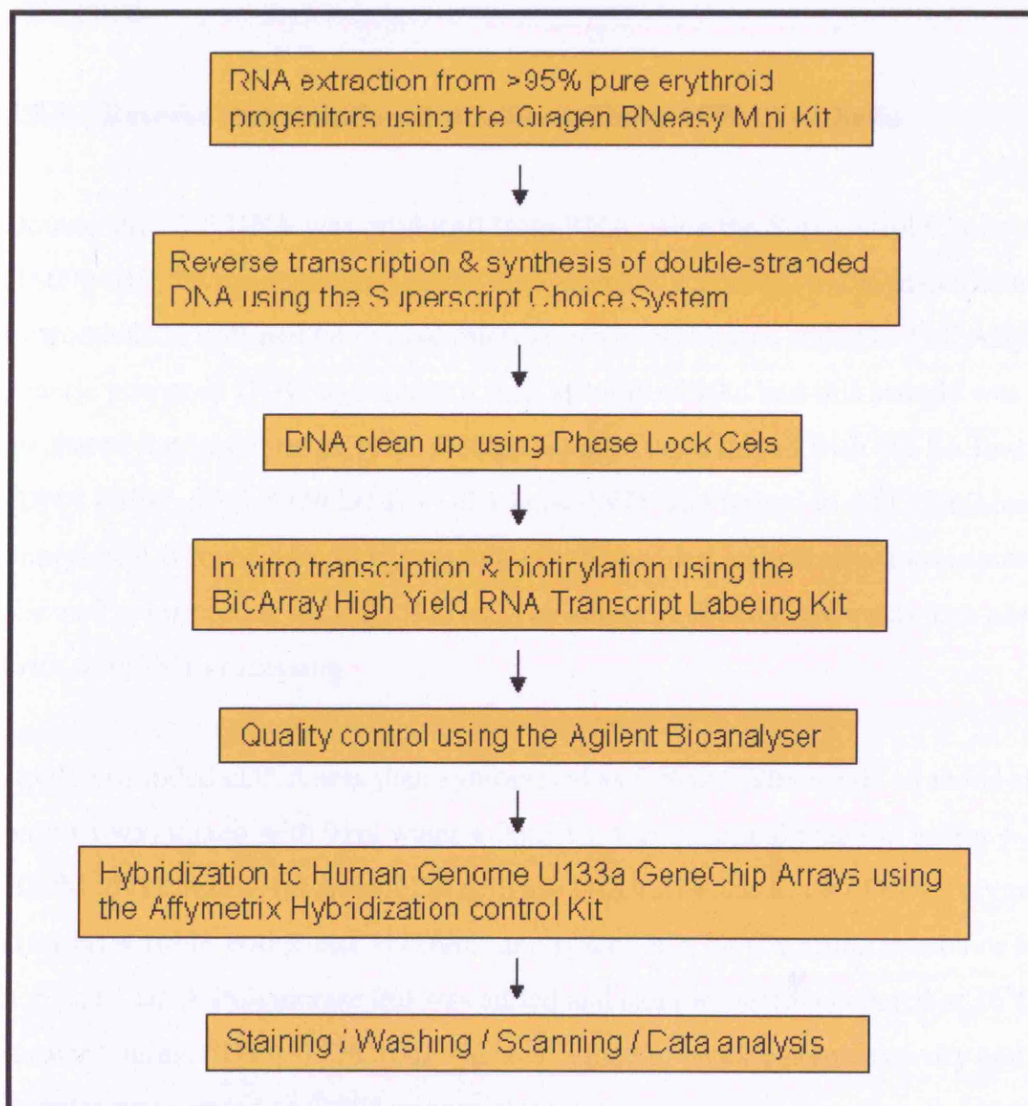 RNA extraction from >95% pure erythroid
progenitors using the Qiagen RNeasy Mini Kit
Reverse transcription & synthesis of double-stranded
DNA using the Superscript Choice System
DNA clean up using Phase Lock Gels
In vitro transcription & biotinylation using the
BioArray High Yield RNA Transcript Labeling Kit
Quality control using the Agilent Bioanalyser
Hybridization to Human Genome U133a GeneChip Arrays using
the Affymetrix Hybridization control Kit
Staining / Washing / Scanning / Data analysis